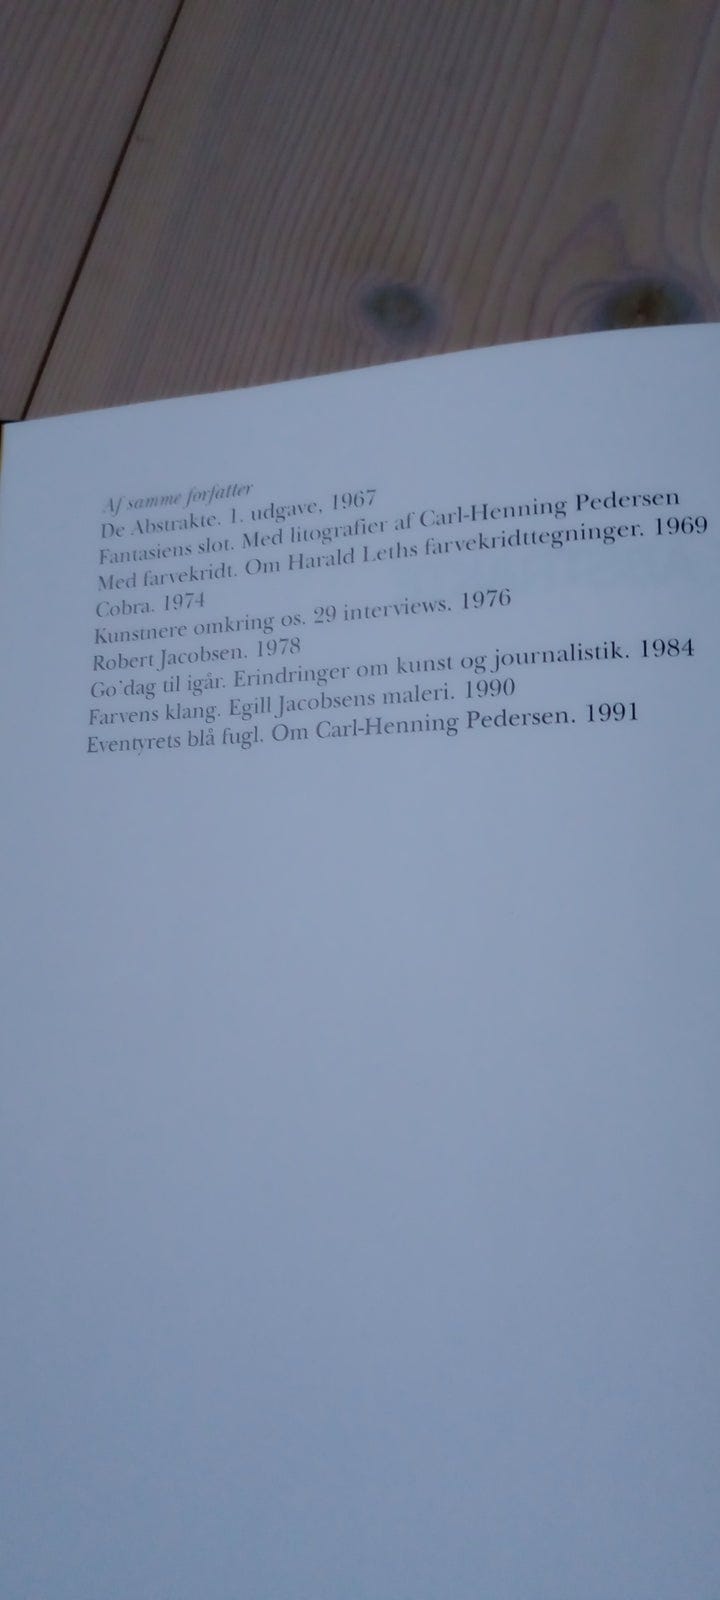 Af samme forfatter
De Abstrakte. 1. udgave, 1967
Fantasiens slot. Med litografier af Carl-Henning Pedersen
Med farvekridt. Om Harald Leths farvekridttegninger. 1969
Cobra. 1974
Kunstnere omkring os. 29 interviews. 1976
Robert Jacobsen. 1978
Go'dag til igår. Erindringer om kunst og journalistik. 1984
Farvens klang. Egill Jacobsens maleri. 1990
Eventyrets blå fugl. Om Carl-Henning Pedersen. 1991